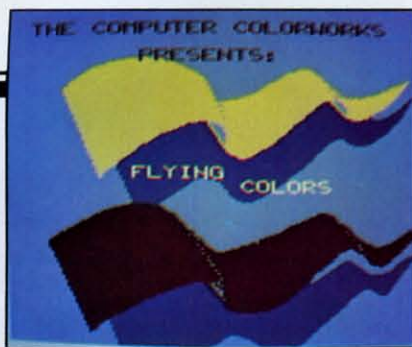 THE COMPUTER COLORWORKS
PRESENTS:
FLYING
COLORS